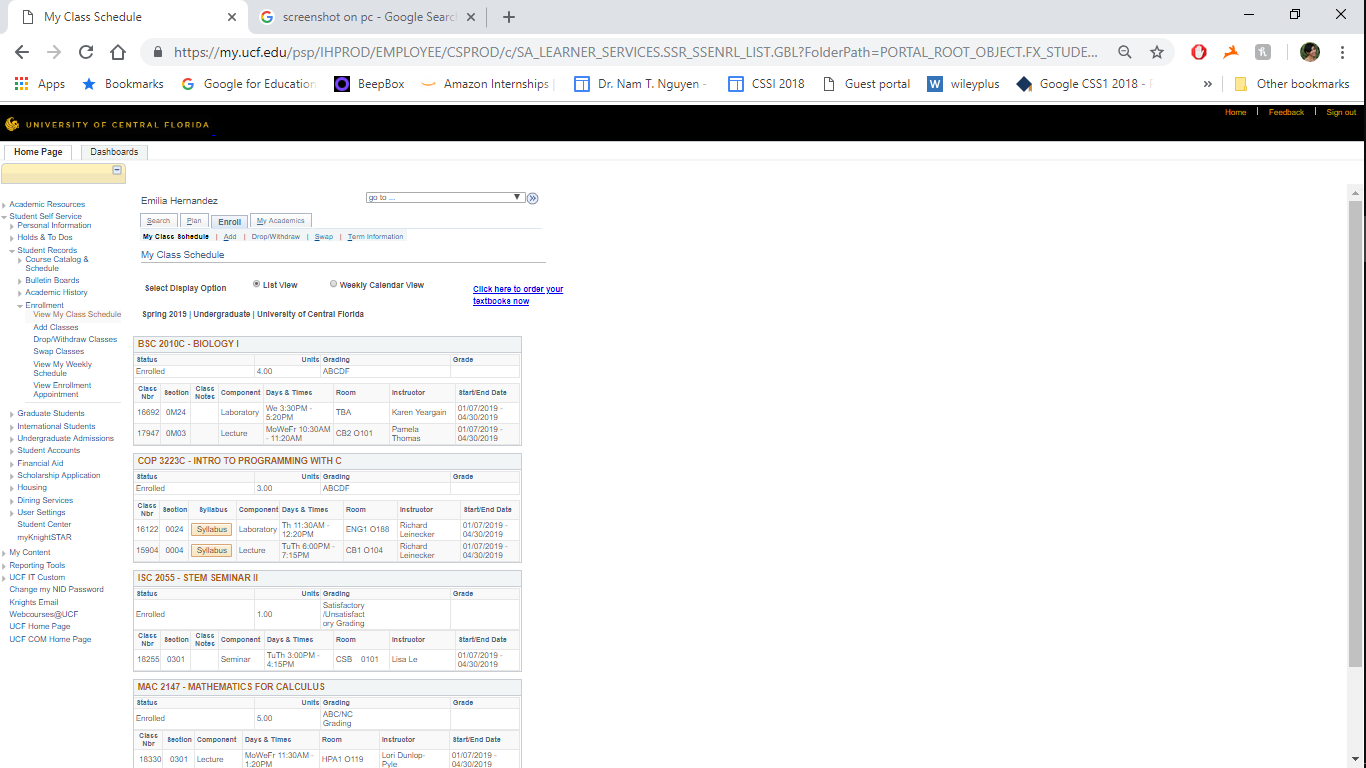 My Class Schedule
screenshot on pc - Google Searc
https://my.ucf.edu/psp/IHPROD/EMPLOYEE/CSPROD/c/SA_LEARNER_SERVICES.SSR_SSENRL_LIST.GBL?FolderPath=PORTAL_ROOT_OBJECT.FX_STUDE...
Apps Bookmarks Google for Education BeepBox Amazon Internships | Dr. Nam T. Nguyen - CSSI 2018 Guest portal wileyplus Google CSS1 2018 - F » Other bookmarks
UNIVERSITY OF CENTRAL FLORIDA
Home | Feedback | Sign out
Home Page Dashboards
Academic Resources
Student Self Service
Personal Information
Holds & To Dos
Student Records
Course Catalog &
Schedule
Bulletin Boards
Academic History
Enrollment
View My Class Schedule
Add Classes
Drop/Withdraw Classes
Swap Classes
View My Weekly
Schedule
View Enrollment
Appointment
Graduate Students
International Students
Undergraduate Admissions
Student Accounts
Financial Aid
Scholarship Application
Housing
Dining Services
User Settings
Student Center
myKnightSTAR
My Content
Reporting Tools
UCF IT Custom
Change my NID Password
Knights Email
Webcourses@UCF
UCF Home Page
UCF COM Home Page
Emilia Hernandez
go to ...
Search Plan Enroll My Academics
My Class Schedule | Add | Drop/Withdraw | Swap | Term Information
My Class Schedule
Select Display Option List View Weekly Calendar View
Click here to order your
textbooks now
Spring 2019 | Undergraduate | University of Central Florida
BSC 2010C - BIOLOGY I
Status Units Grading Grade
Enrolled 4.00 ABCDF
Class Nbr Section Class Notes Component Days & Times Room Instructor Start/End Date
16692 0M24 Laboratory We 3:30PM - 5:20PM TBA Karen Yeargain 01/07/2019 - 04/30/2019
17947 0M03 Lecture MoWeFr 10:30AM - 11:20AM CB2 O101 Pamela Thomas 01/07/2019 - 04/30/2019
COP 3223C - INTRO TO PROGRAMMING WITH C
Status Units Grading Grade
Enrolled 3.00 ABCDF
Class Nbr Section Syllabus Component Days & Times Room Instructor Start/End Date
16122 0024 Syllabus Laboratory Th 11:30AM - 12:20PM ENG1 O188 Richard Leinecker 01/07/2019 - 04/30/2019
15904 0004 Syllabus Lecture TuTh 6:00PM - 7:15PM CB1 O104 Richard Leinecker 01/07/2019 - 04/30/2019
ISC 2055 - STEM SEMINAR II
Status Units Grading Grade
Enrolled 1.00 Satisfactory /Unsatisfact ory Grading
Class Nbr Section Class Notes Component Days & Times Room Instructor Start/End Date
18255 0301 Seminar TuTh 3:00PM - 4:15PM CSB 0101 Lisa Le 01/07/2019 - 04/30/2019
MAC 2147 - MATHEMATICS FOR CALCULUS
Status Units Grading Grade
Enrolled 5.00 ABC/NC Grading
Class Nbr Section Component Days & Times Room Instructor Start/End Date
18330 0301 Lecture MoWeFr 11:30AM - 1:20PM HPA1 O119 Lori Dunlop-Pyle 01/07/2019 - 04/30/2019